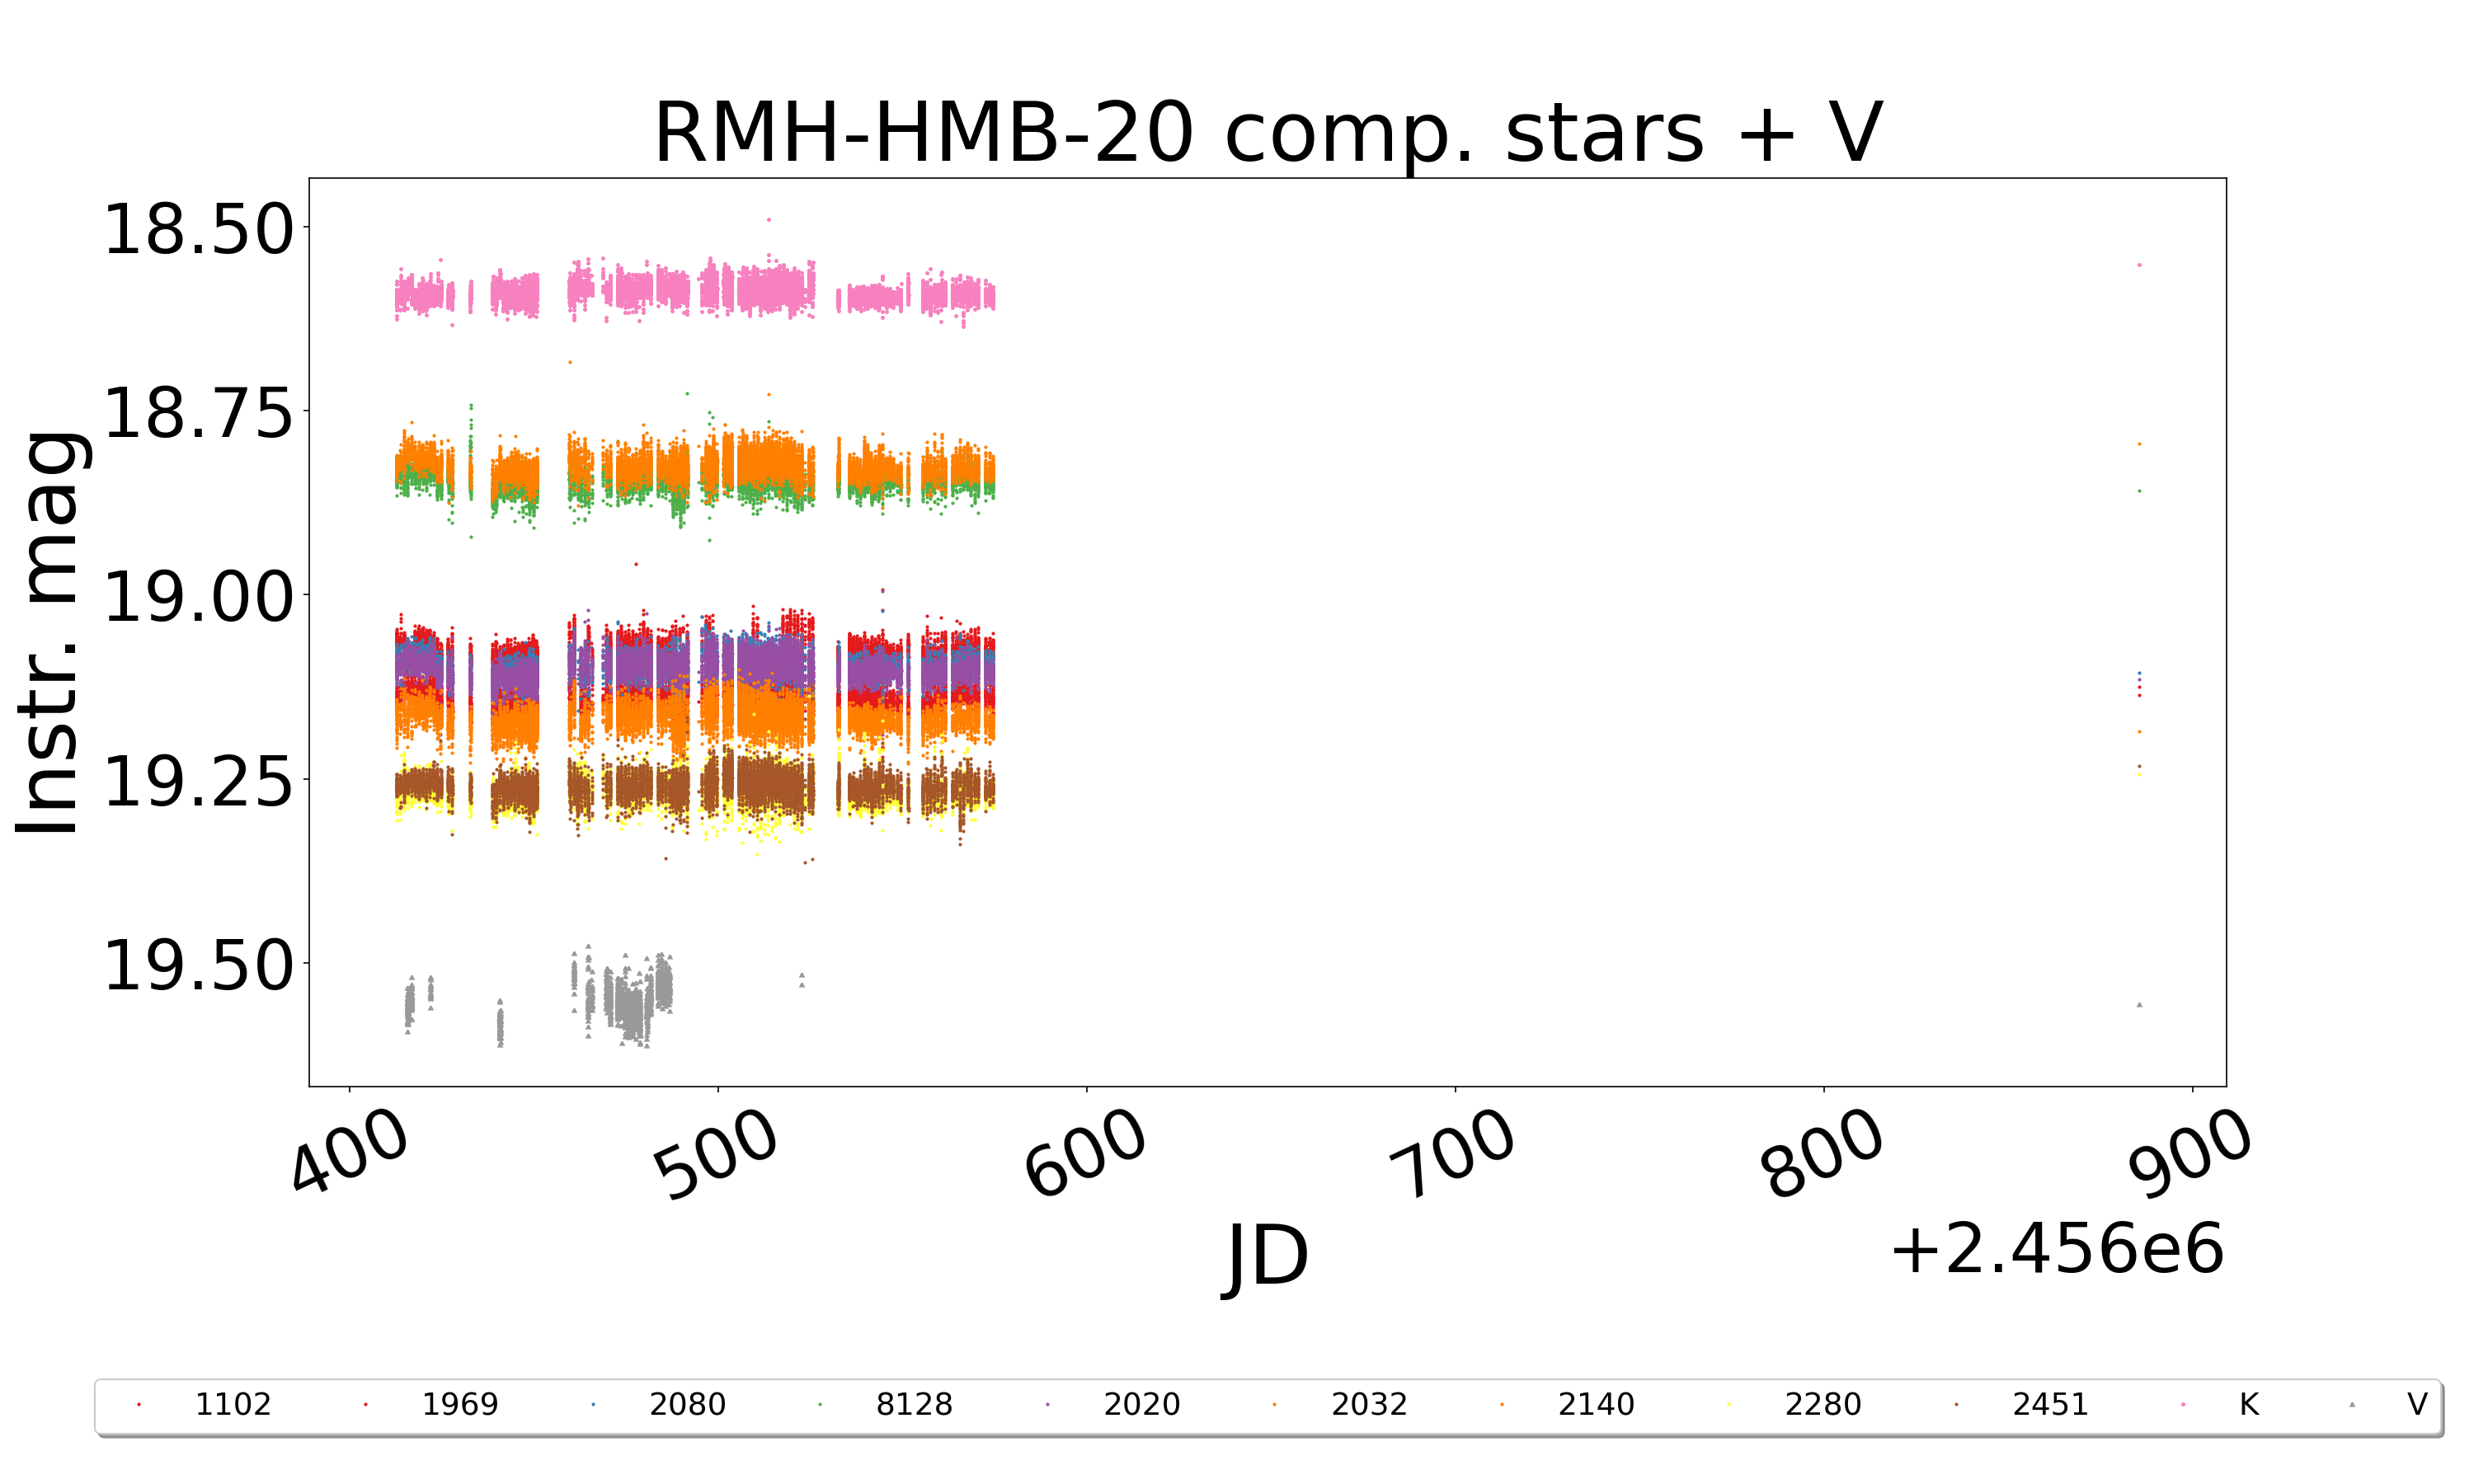 RMH-HMB-20 comp. stars + V
Instr. mag
18.50
18.75
19.00
19.25
19.50
400 500 600 700 800 900
JD
+2.456e6
1102 1969 2080 8128 2020 2032 2140 2280 2451 K V